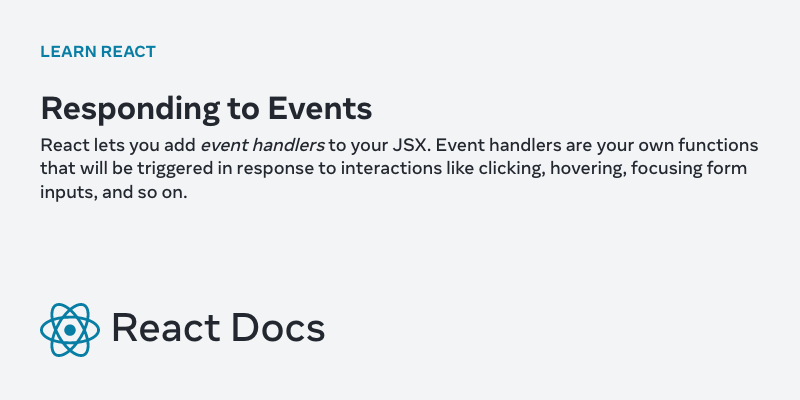 LEARN REACT
Responding to Events
React lets you add event handlers to your JSX. Event handlers are your own functions
that will be triggered in response to interactions like clicking, hovering, focusing form
inputs, and so on.
React Docs